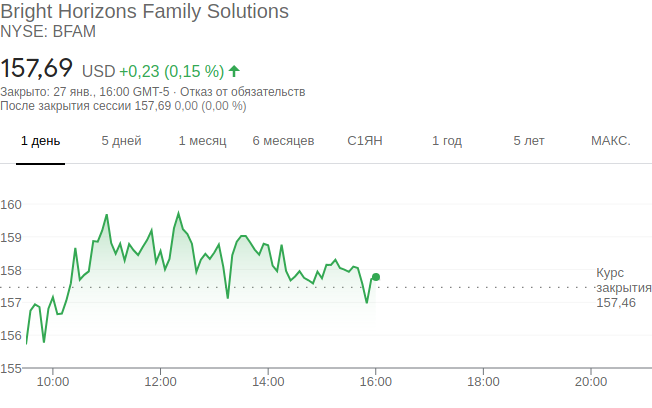 Bright Horizons Family Solutions
NYSE: BFAM
157,69 USD +0,23 (0,15 %)
Закрыто: 27 янв., 16:00 GMT-5 · Отказ от обязательств
После закрытия сессии 157,69 0,00 (0,00 %)
1 день 5 дней 1 месяц 6 месяцев С1ЯН 1 год 5 лет МАКС.
160
159
158
157
156
155
Курс
закрытия
157,46
10:00 12:00 14:00 16:00 18:00 20:00